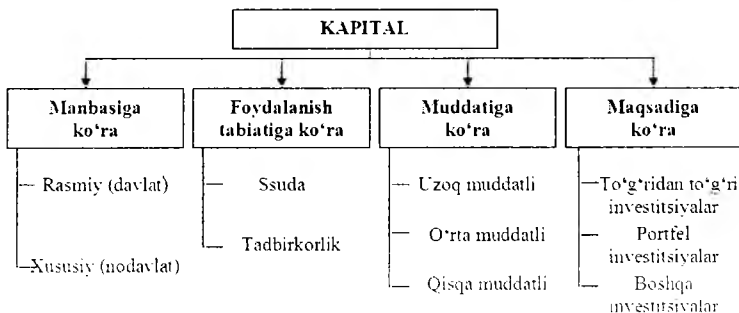 KAPITAL
Manbasiga
ko‘ra
Rasmiy (davlat)
Xususiy (nodavlat)
Foydalanish
tabiatiga ko‘ra
Ssuda
Tadbirkorlik
Muddatiga
ko‘ra
Uzoq muddatli
O‘rta muddatli
Qisqa muddatli
Maqsadiga
ko‘ra
To‘g‘ridan to‘g‘ri
investitsiyalar
Portfel
investitsiyalar
Boshqa
investitsiyalar